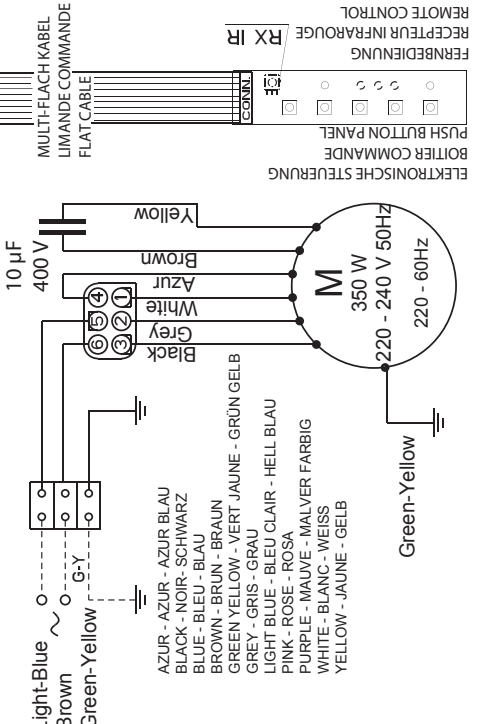 REMOTE CONTROL
RECEPTEUR INFRAROUGE
FERNBEDIENUNG
RX IR
MULTI-FLACH KABEL
LIMANDE COMMANDE
FLAT CABLE
CONN.
PUSH BUTTON PANEL
BOITIER COMMANDE
ELEKTRONISCHE STEUERUNG
10 µF
400 V
Yellow
Brown
Azur
White
Grey
Black
4 1
5 2
6 3
M
350 W
220 - 240 V 50Hz
220 - 60Hz
Green-Yellow
Light-Blue
Brown
Green-Yellow
G-Y
AZUR - AZUR - AZUR BLAU
BLACK - NOIR- SCHWARZ
BLUE - BLEU - BLAU
BROWN - BRUN - BRAUN
GREEN YELLOW - VERT JAUNE - GRÜN GELB
GREY - GRIS - GRAU
LIGHT BLUE - BLEU CLAIR - HELL BLAU
PINK - ROSE - ROSA
PURPLE - MAUVE - MALVER FARBIG
WHITE - BLANC - WEISS
YELLOW - JAUNE - GELB